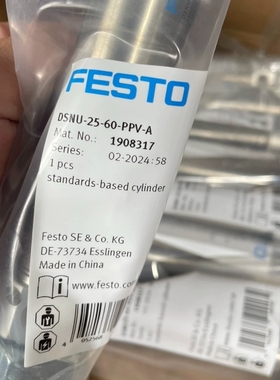 FESTO
DSNU-25-60-PPV-A
Mat. No.: 1908317
Series: 02-2024:58
1 pcs
standards-based cylinder
Festo SE & Co. KG
DE-73734 Esslingen
Made in China
www.festo.com